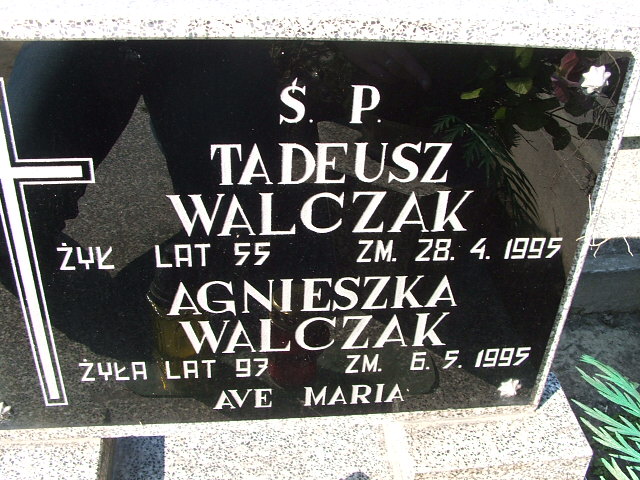 Ś. P.
TADEUSZ
WALCZAK
ŻYŁ LAT 55 ZM. 28. 4. 1995
AGNIESZKA
WALCZAK
ŻYŁA LAT 97 ZM. 6. 5. 1995
AVE MARIA